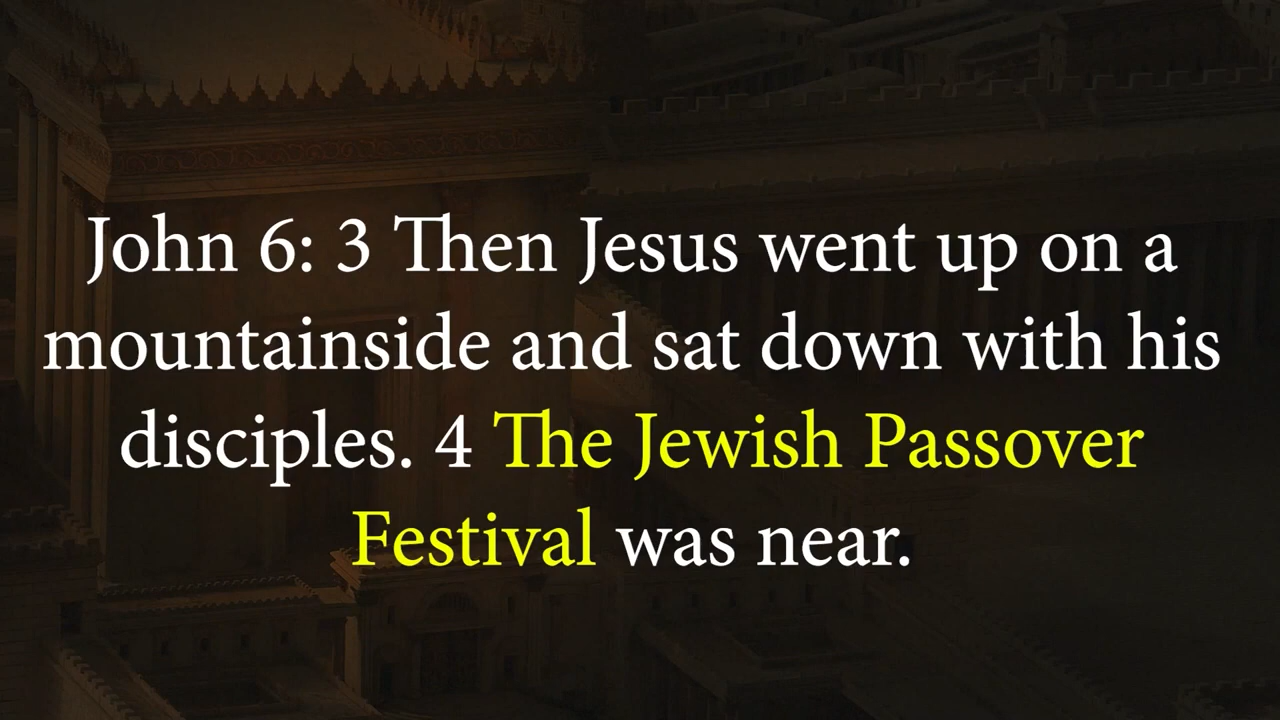 John 6: 3 Then Jesus went up on a
mountainside and sat down with his
disciples. 4 The Jewish Passover
Festival was near.